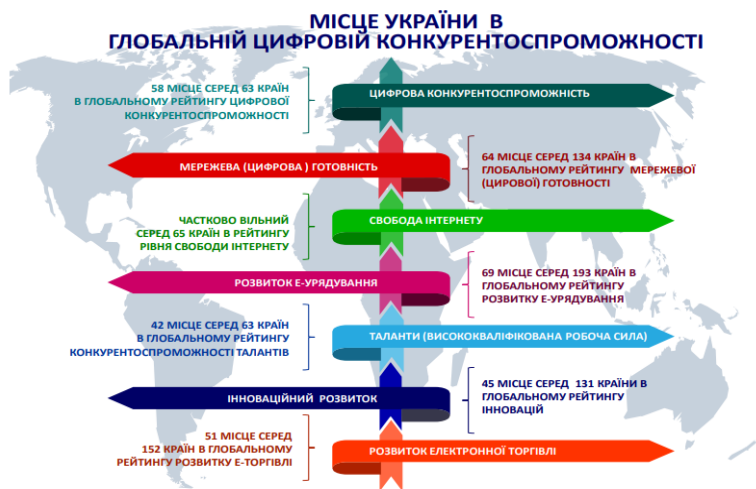 МІСЦЕ УКРАЇНИ В
ГЛОБАЛЬНІЙ ЦИФРОВІЙ КОНКУРЕНТОСПРОМОЖНОСТІ
58 МІСЦЕ СЕРЕД 63 КРАЇН
В ГЛОБАЛЬНОМУ РЕЙТИНГУ ЦИФРОВОЇ
КОНКУРЕНТОСПРОМОЖНОСТІ
ЦИФРОВА КОНКУРЕНТОСПРОМОЖНІСТЬ
МЕРЕЖЕВА (ЦИФРОВА ) ГОТОВНІСТЬ
64 МІСЦЕ СЕРЕД 134 КРАЇН В
ГЛОБАЛЬНОМУ РЕЙТИНГУ МЕРЕЖЕВОЇ
(ЦИРОВОЇ) ГОТОВНОСТІ
ЧАСТКОВО ВІЛЬНИЙ
СЕРЕД 65 КРАЇН В РЕЙТИНГУ
РІВНЯ СВОБОДИ ІНТЕРНЕТУ
СВОБОДА ІНТЕРНЕТУ
РОЗВИТОК Е-УРЯДУВАННЯ
69 МІСЦЕ СЕРЕД 193 КРАЇН В
ГЛОБАЛЬНОМУ РЕЙТИНГУ
РОЗВИТКУ Е-УРЯДУВАННЯ
42 МІСЦЕ СЕРЕД 63 КРАЇН
В ГЛОБАЛЬНОМУ РЕЙТИНГУ
КОНКУРЕНТОСПРОМОЖНОСТІ ТАЛАНТІВ
ТАЛАНТИ (ВИСОКОКВАЛІФІКОВАНА РОБОЧА СИЛА)
ІННОВАЦІЙНИЙ РОЗВИТОК
45 МІСЦЕ СЕРЕД 131 КРАЇНИ В
ГЛОБАЛЬНОМУ РЕЙТИНГУ
ІННОВАЦІЙ
51 МІСЦЕ СЕРЕД
152 КРАЇН В ГЛОБАЛЬНОМУ
РЕЙТИНГУ РОЗВИТКУ Е-ТОРГІВЛІ
РОЗВИТОК ЕЛЕКТРОННОЇ ТОРГІВЛІ